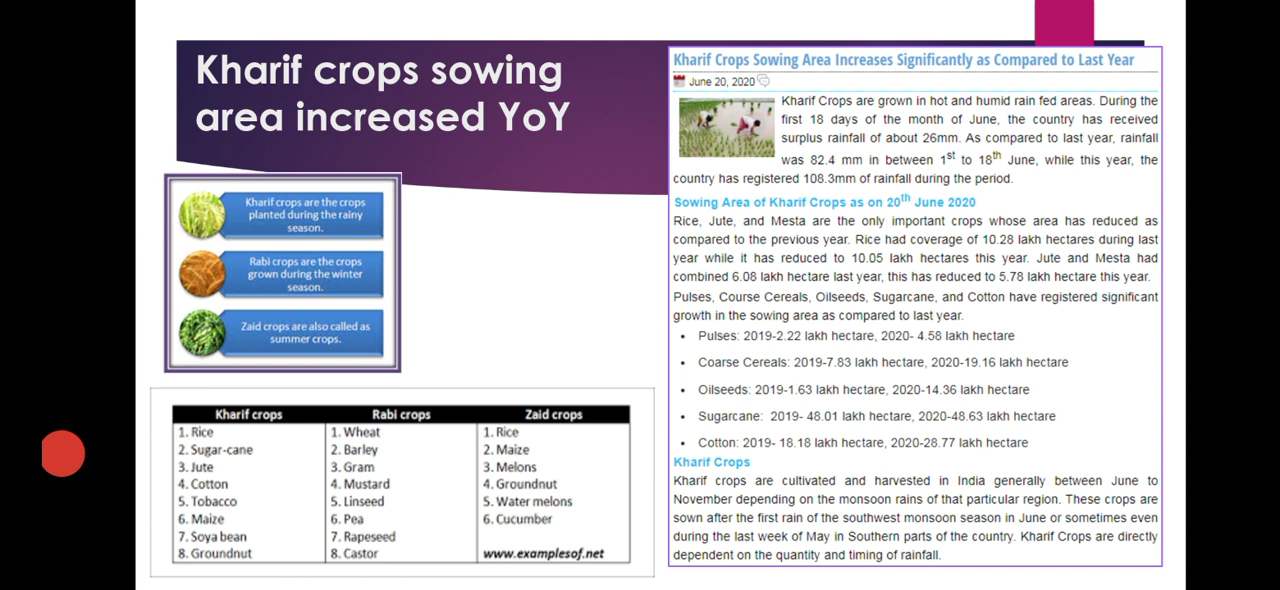 Kharif crops sowing
area increased YoY
Kharif crops are the crops
planted during the rainy
season.
Rabi crops are the crops
grown during the winter
season.
Zaid crops are also called as
summer crops.
Kharif crops Rabi crops Zaid crops
1. Rice 1. Wheat 1. Rice
2. Sugar-cane 2. Barley 2. Maize
3. Jute 3. Gram 3. Melons
4. Cotton 4. Mustard 4. Groundnut
5. Tobacco 5. Linseed 5. Water melons
6. Maize 6. Pea 6. Cucumber
7. Soya bean 7. Rapeseed
8. Groundnut 8. Castor www.examplesof.net
Kharif Crops Sowing Area Increases Significantly as Compared to Last Year
June 20, 2020
Kharif Crops are grown in hot and humid rain fed areas. During the
first 18 days of the month of June, the country has received
surplus rainfall of about 26mm. As compared to last year, rainfall
was 82.4 mm in between 1st to 18th June, while this year, the
country has registered 108.3mm of rainfall during the period.
Sowing Area of Kharif Crops as on 20th June 2020
Rice, Jute, and Mesta are the only important crops whose area has reduced as
compared to the previous year. Rice had coverage of 10.28 lakh hectares during last
year while it has reduced to 10.05 lakh hectares this year. Jute and Mesta had
combined 6.08 lakh hectare last year, this has reduced to 5.78 lakh hectare this year.
Pulses, Course Cereals, Oilseeds, Sugarcane, and Cotton have registered significant
growth in the sowing area as compared to last year.
• Pulses: 2019-2.22 lakh hectare, 2020- 4.58 lakh hectare
• Coarse Cereals: 2019-7.83 lakh hectare, 2020-19.16 lakh hectare
• Oilseeds: 2019-1.63 lakh hectare, 2020-14.36 lakh hectare
• Sugarcane: 2019- 48.01 lakh hectare, 2020-48.63 lakh hectare
• Cotton: 2019- 18.18 lakh hectare, 2020-28.77 lakh hectare
Kharif Crops
Kharif crops are cultivated and harvested in India generally between June to
November depending on the monsoon rains of that particular region. These crops are
sown after the first rain of the southwest monsoon season in June or sometimes even
during the last week of May in Southern parts of the country. Kharif Crops are directly
dependent on the quantity and timing of rainfall.